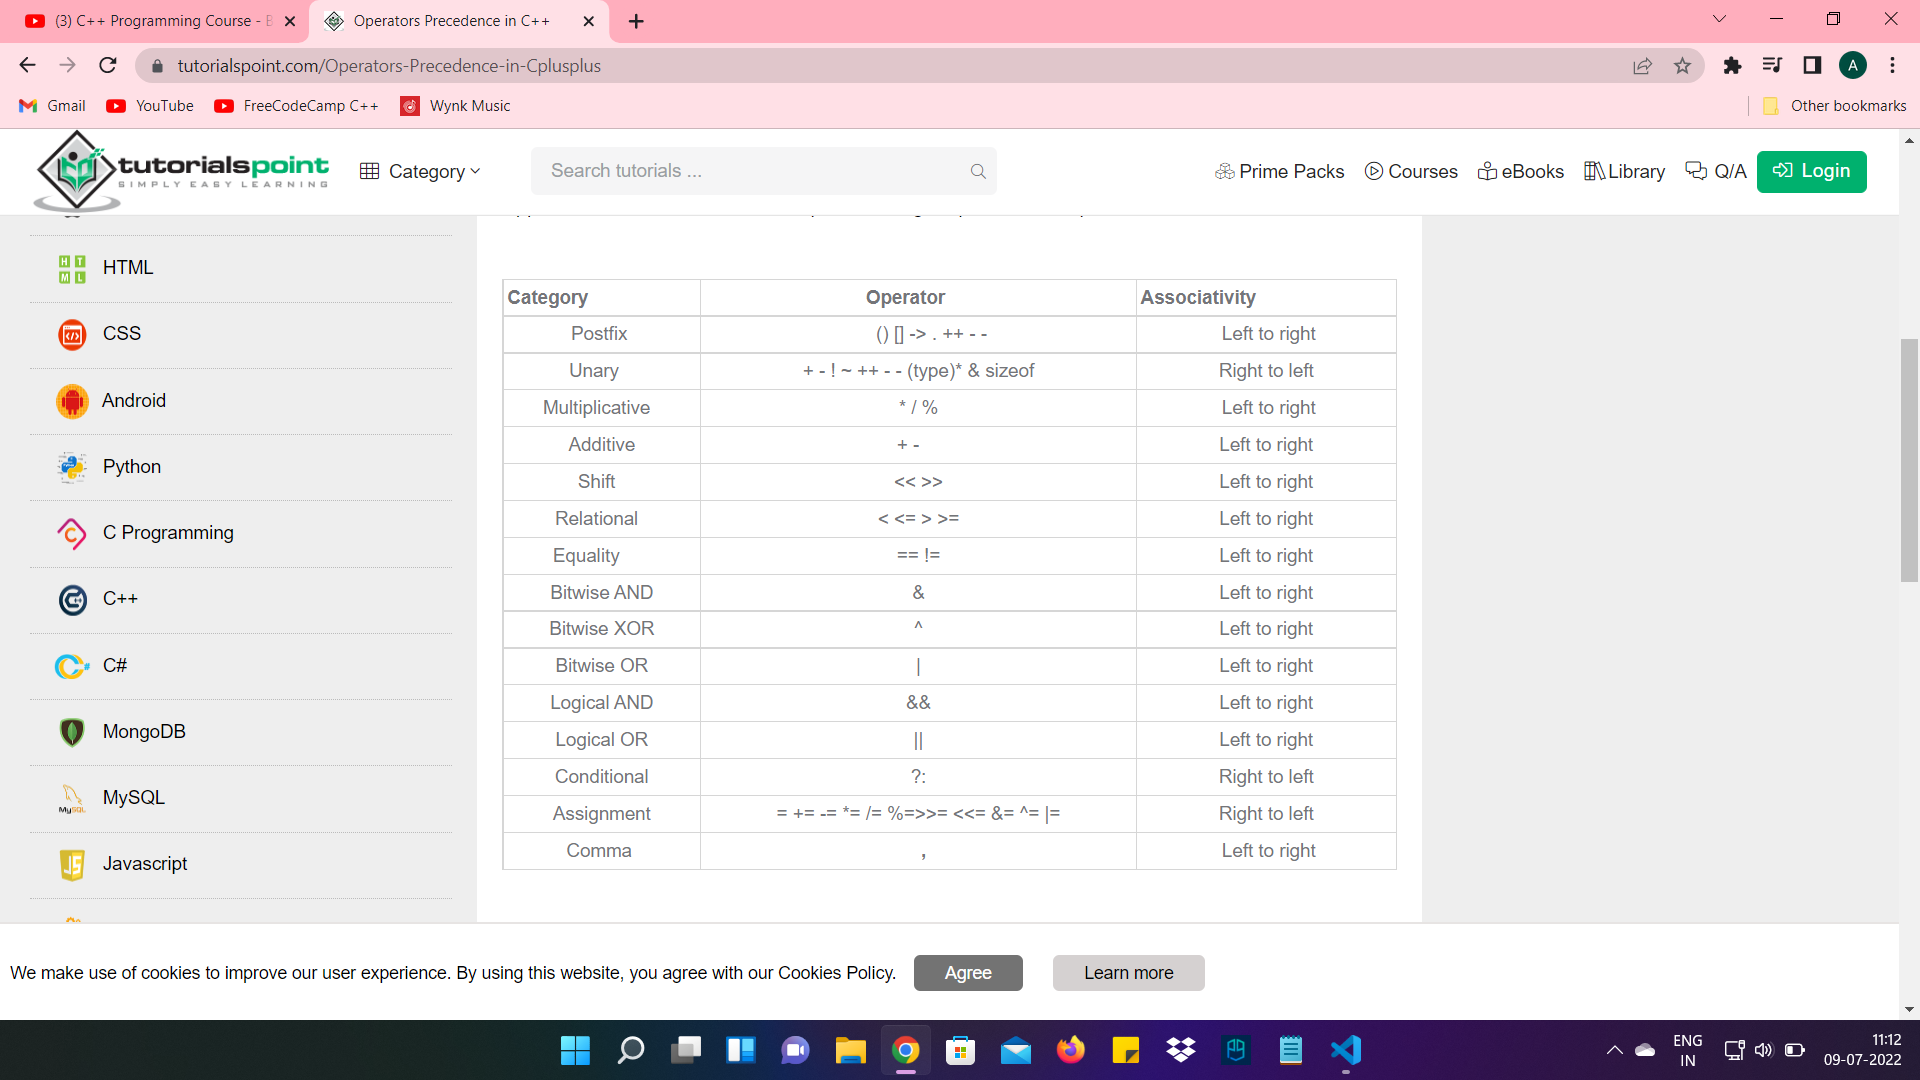 (3) C++ Programming Course - B
Operators Precedence in C++
tutorialspoint.com/Operators-Precedence-in-Cplusplus
A
Gmail YouTube FreeCodeCamp C++ Wynk Music Other bookmarks
tutorialspoint
SIMPLY EASY LEARNING
Category
Search tutorials ...
Prime Packs Courses eBooks Library Q/A Login
HTML
CSS
Android
Python
C Programming
C++
C#
MongoDB
MySQL
Javascript
Category Operator Associativity
Postfix () [] -> . ++ - - Left to right
Unary + - ! ~ ++ - - (type)* & sizeof Right to left
Multiplicative * / % Left to right
Additive + - Left to right
Shift << >> Left to right
Relational < <= > >= Left to right
Equality == != Left to right
Bitwise AND & Left to right
Bitwise XOR ^ Left to right
Bitwise OR | Left to right
Logical AND && Left to right
Logical OR || Left to right
Conditional ?: Right to left
Assignment = += -= *= /= %=>>= <<= &= ^= |= Right to left
Comma , Left to right
We make use of cookies to improve our user experience. By using this website, you agree with our Cookies Policy. Agree Learn more
ENG
IN
11:12
09-07-2022